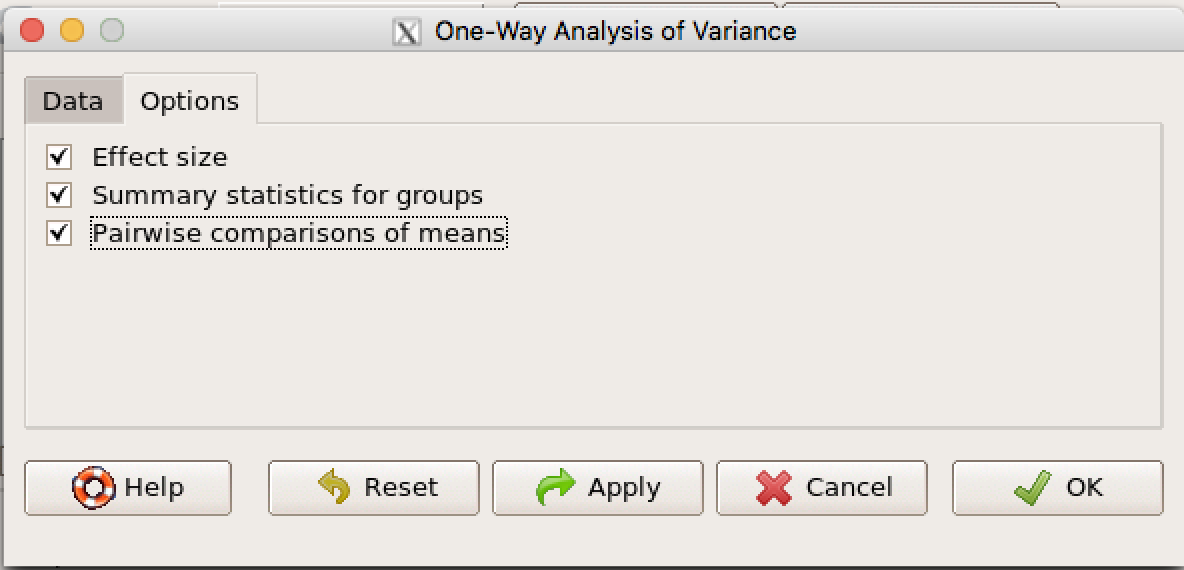 One-Way Analysis of Variance
Data Options
Effect size
Summary statistics for groups
Pairwise comparisons of means
Help Reset Apply Cancel OK